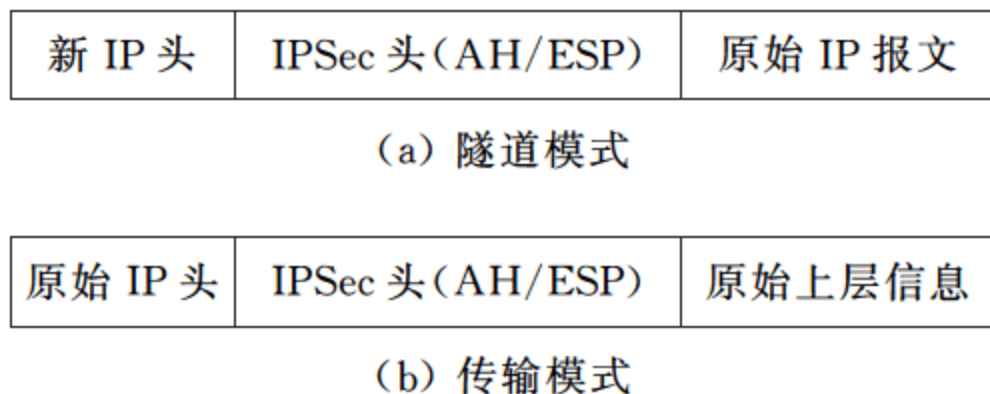 新 IP 头 IPSec 头(AH/ESP) 原始 IP 报文
(a) 隧道模式
原始 IP 头 IPSec 头(AH/ESP) 原始上层信息
(b) 传输模式